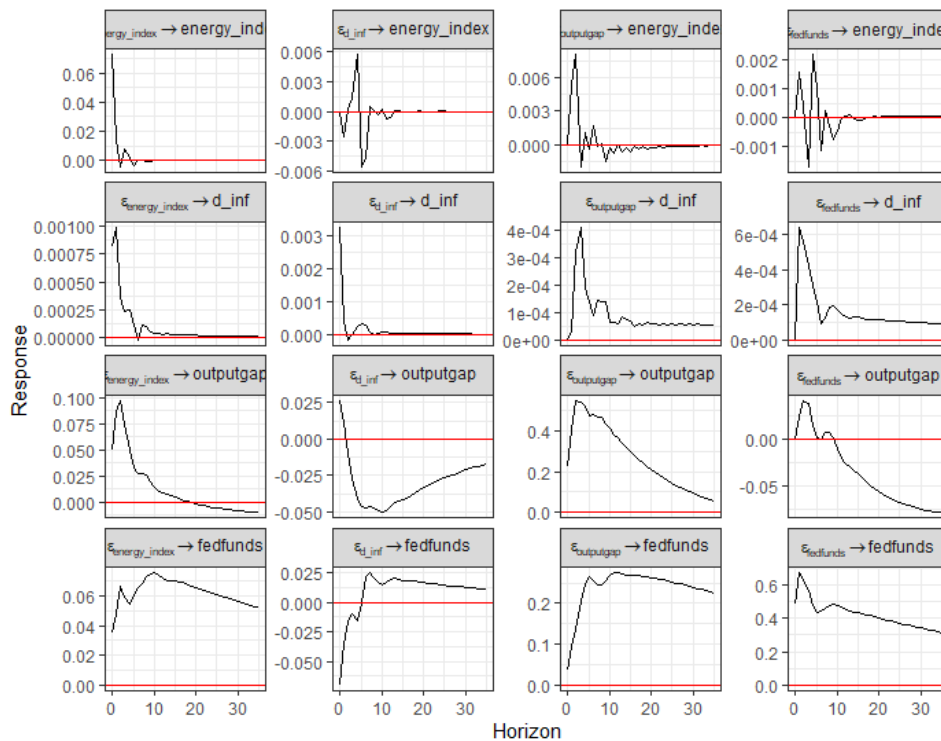 ergy_index → energy_ind
ε d_inf → energy_index
outputgap → energy_inde
ε fedfunds → energy_inde
0.06
0.04
0.02
0.00
0.006
0.003
0.000
-0.003
-0.006
0.006
0.003
0.000
0.002
0.001
0.000
-0.001
ε energy_index → d_inf
ε d_inf → d_inf
ε outputgap → d_inf
ε fedfunds → d_inf
0.00100
0.00075
0.00050
0.00025
0.00000
0.003
0.002
0.001
0.000
4e-04
3e-04
2e-04
1e-04
0e+00
6e-04
4e-04
2e-04
0e+00
Response
ε energy_index → outputgap
ε d_inf → outputgap
ε outputgap → outputgap
ε fedfunds → outputgap
0.100
0.075
0.050
0.025
0.000
0.025
0.000
-0.025
-0.050
0.4
0.2
0.0
0.00
-0.05
ε energy_index → fedfunds
ε d_inf → fedfunds
ε outputgap → fedfunds
ε fedfunds → fedfunds
0.06
0.04
0.02
0.00
0.025
0.000
-0.025
-0.050
0.2
0.1
0.0
0.6
0.4
0.2
0.0
0 10 20 30
0 10 20 30
0 10 20 30
0 10 20 30
Horizon